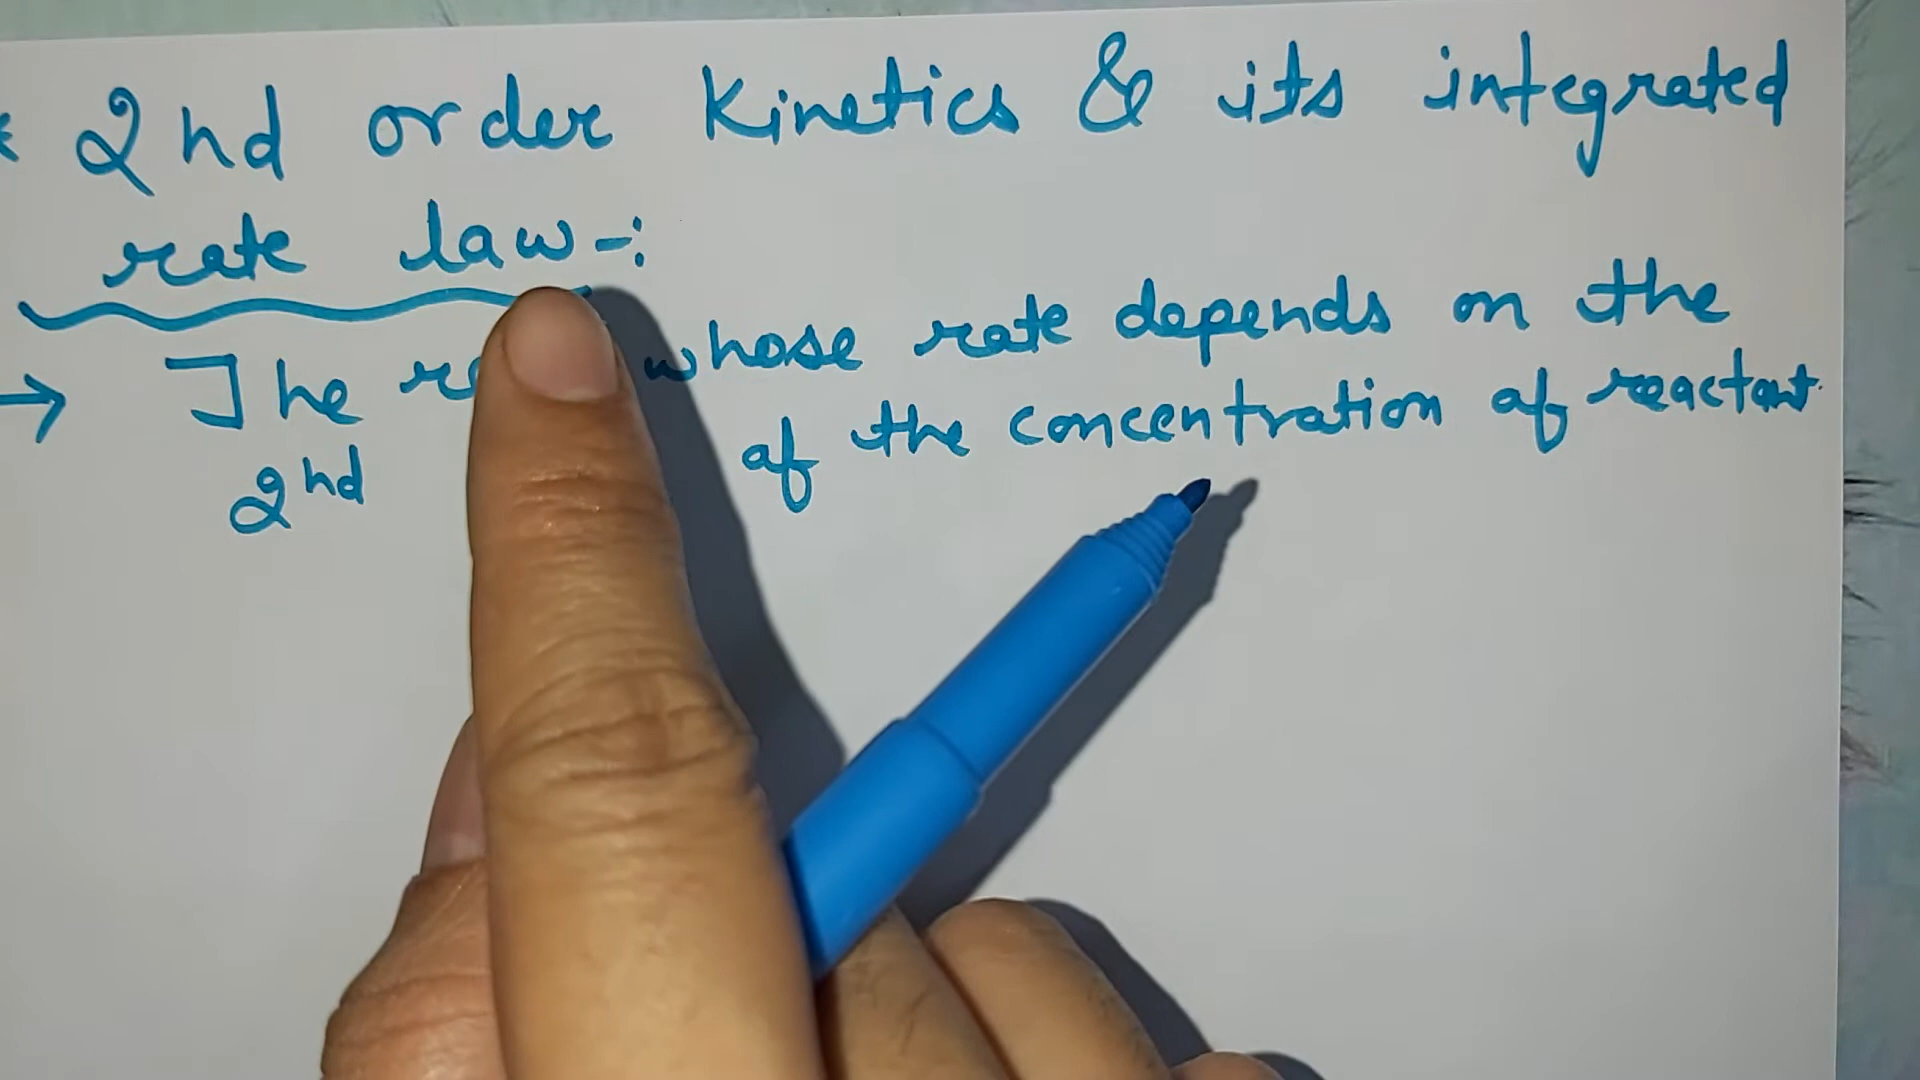 * 2nd order Kinetics & its integrated
rate law-:
→ The whose rate depends on the
2nd of the concentration of reactant.